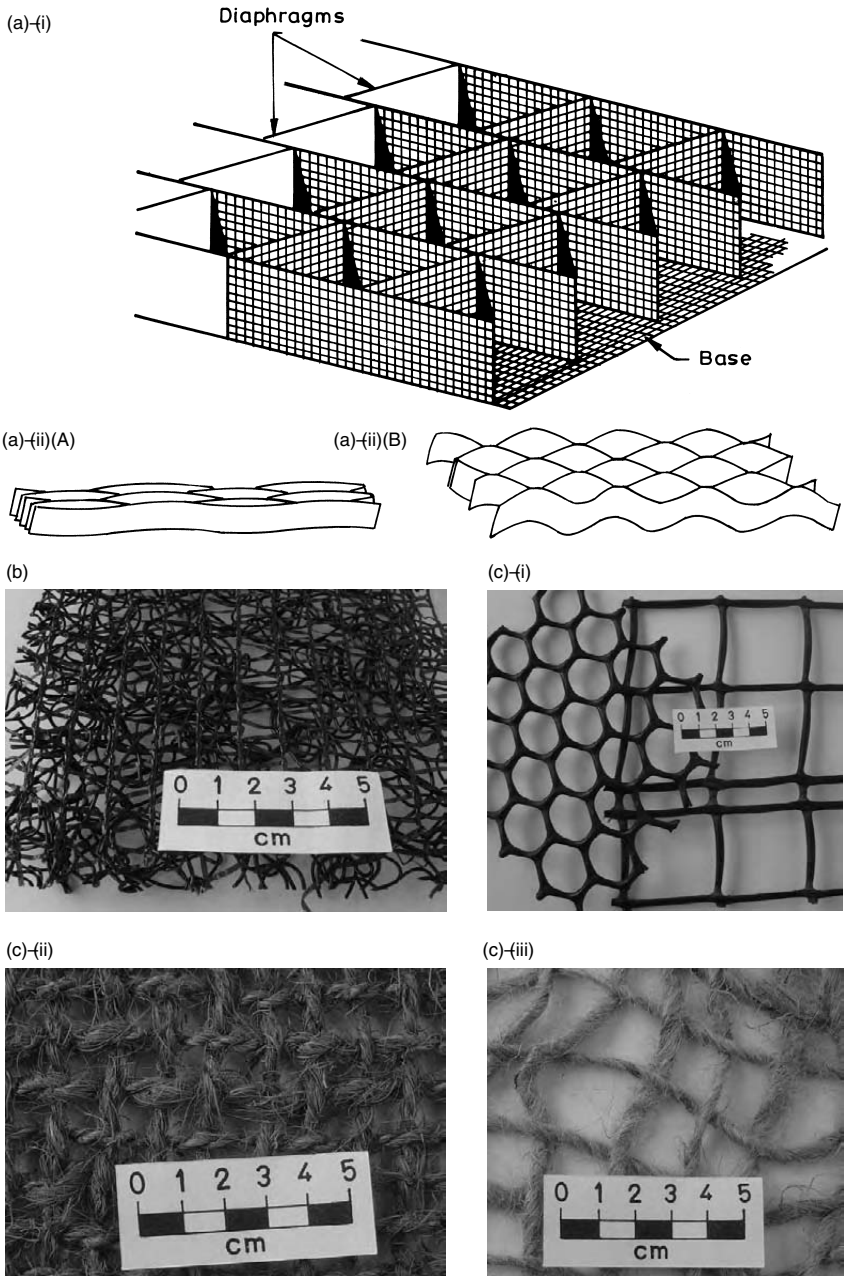 (a)–(i)
Diaphragms
Base
(a)–(ii)(A)
(a)–(ii)(B)
(b)
0 1 2 3 4 5
cm
(c)–(i)
0 1 2 3 4 5
cm
(c)–(ii)
0 1 2 3 4 5
cm
(c)–(iii)
0 1 2 3 4 5
cm